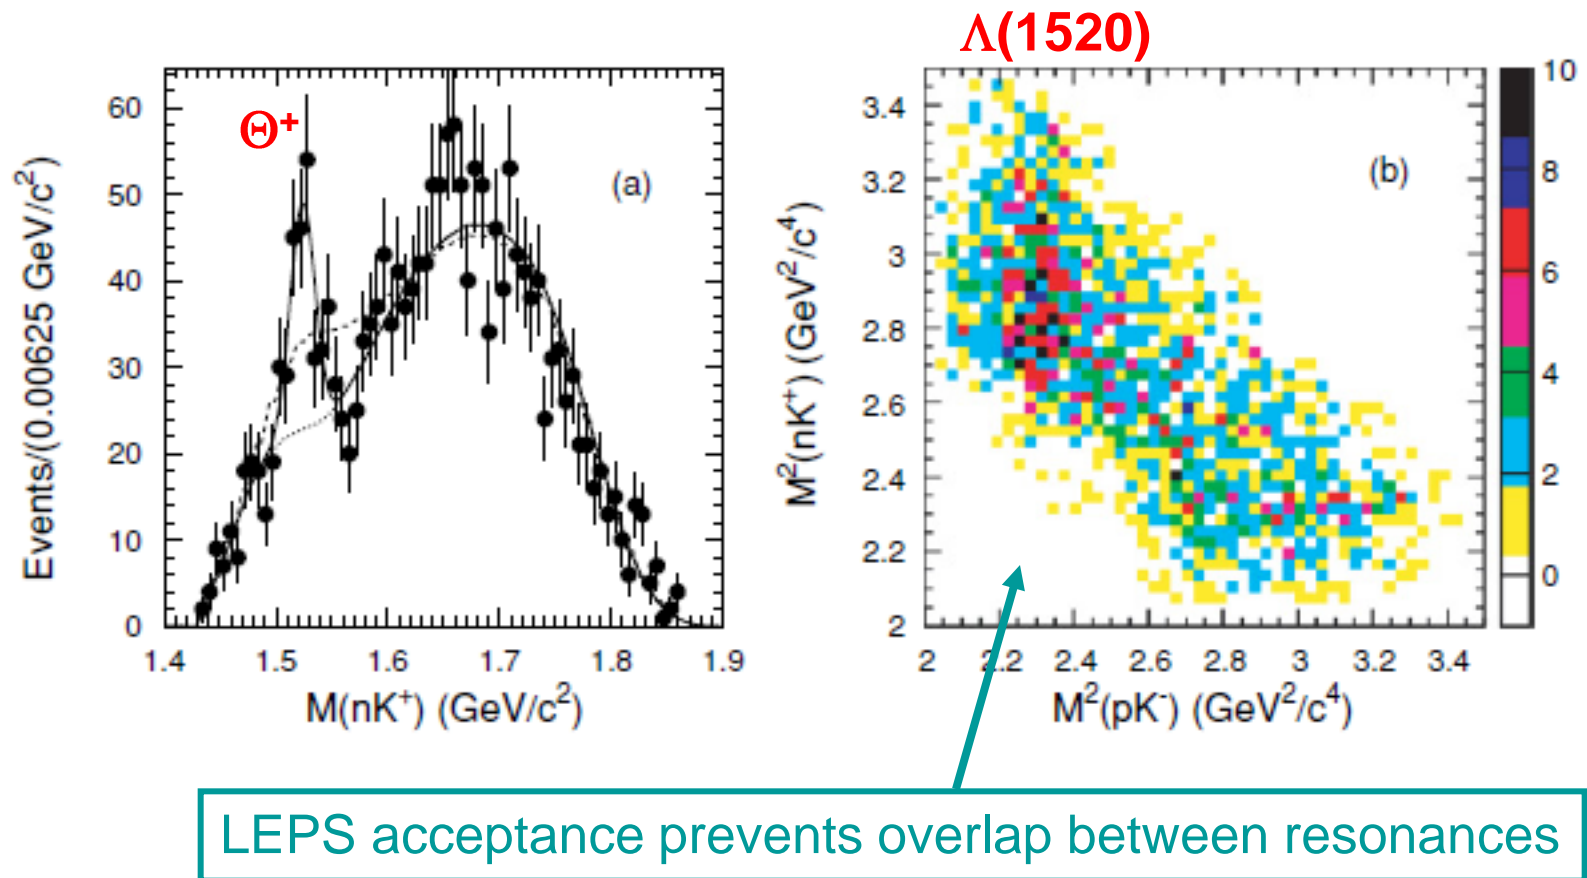 Λ(1520)
Θ+
(a)
Events/(0.00625 GeV/c2)
60
50
40
30
20
10
0
1.4 1.5 1.6 1.7 1.8 1.9
M(nK+) (GeV/c2)
(b)
M2(nK+) (GeV2/c4)
3.4
3.2
3
2.8
2.6
2.4
2.2
2
2 2.2 2.4 2.6 2.8 3 3.2 3.4
M2(pK-) (GeV2/c4)
10
8
6
4
2
0
LEPS acceptance prevents overlap between resonances